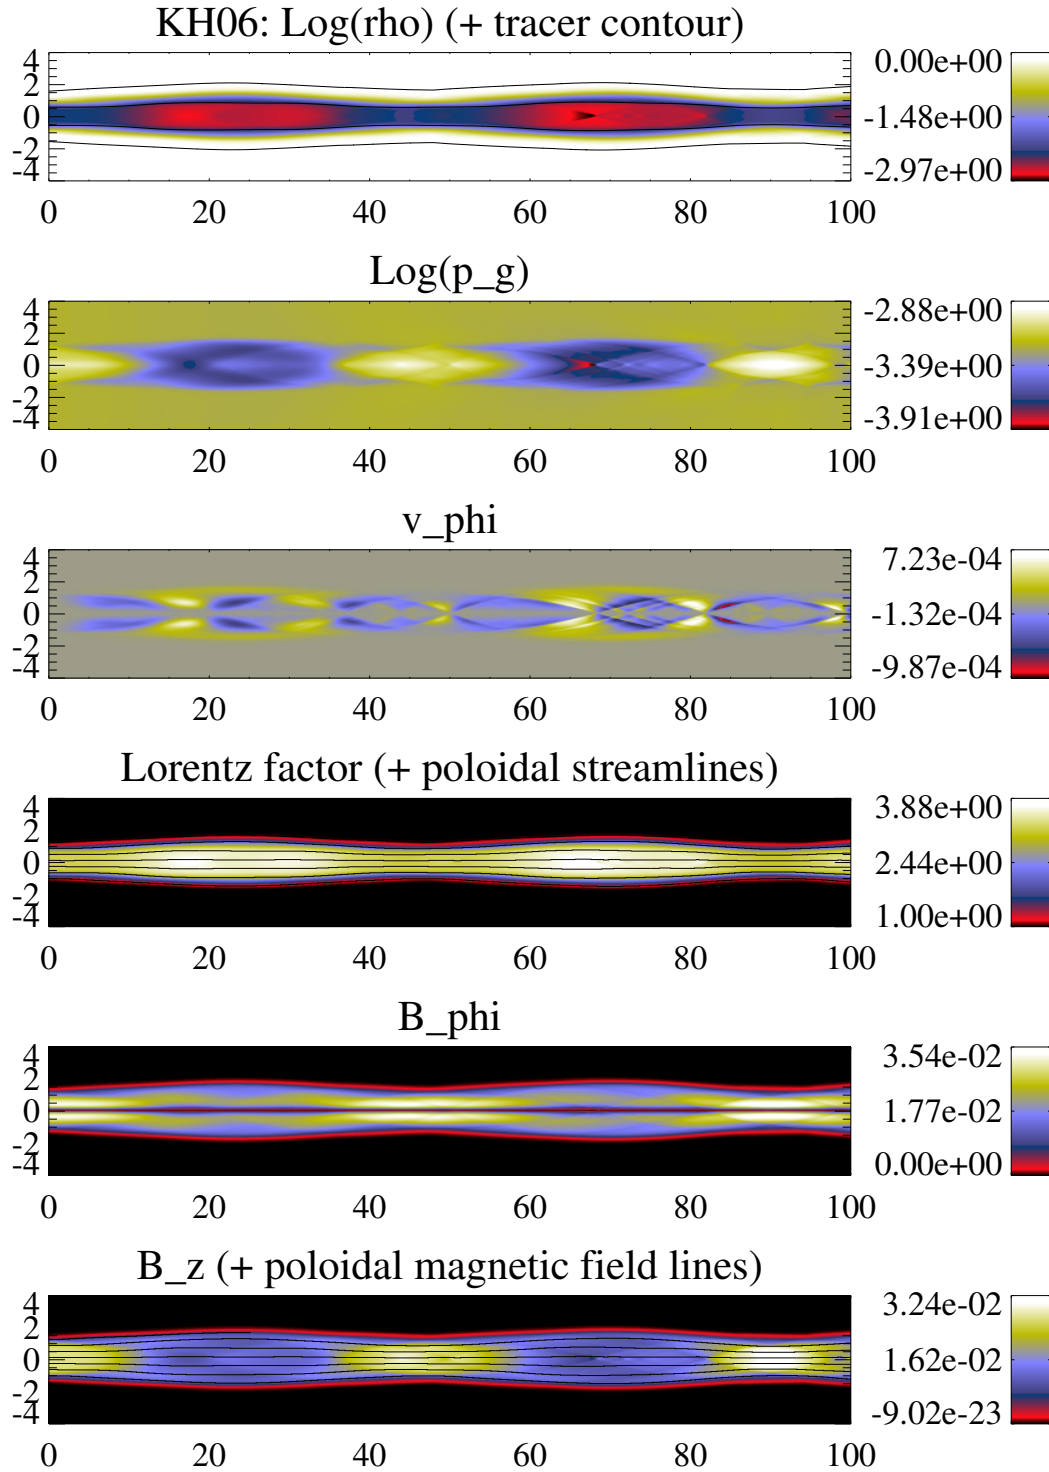 KH06: Log(rho) (+ tracer contour)
4
2
0
-2
-4
0 20 40 60 80 100
0.00e+00
-1.48e+00
-2.97e+00
Log(p_g)
4
2
0
-2
-4
0 20 40 60 80 100
-2.88e+00
-3.39e+00
-3.91e+00
v_phi
4
2
0
-2
-4
0 20 40 60 80 100
7.23e-04
-1.32e-04
-9.87e-04
Lorentz factor (+ poloidal streamlines)
4
2
0
-2
-4
0 20 40 60 80 100
3.88e+00
2.44e+00
1.00e+00
B_phi
4
2
0
-2
-4
0 20 40 60 80 100
3.54e-02
1.77e-02
0.00e+00
B_z (+ poloidal magnetic field lines)
4
2
0
-2
-4
0 20 40 60 80 100
3.24e-02
1.62e-02
-9.02e-23